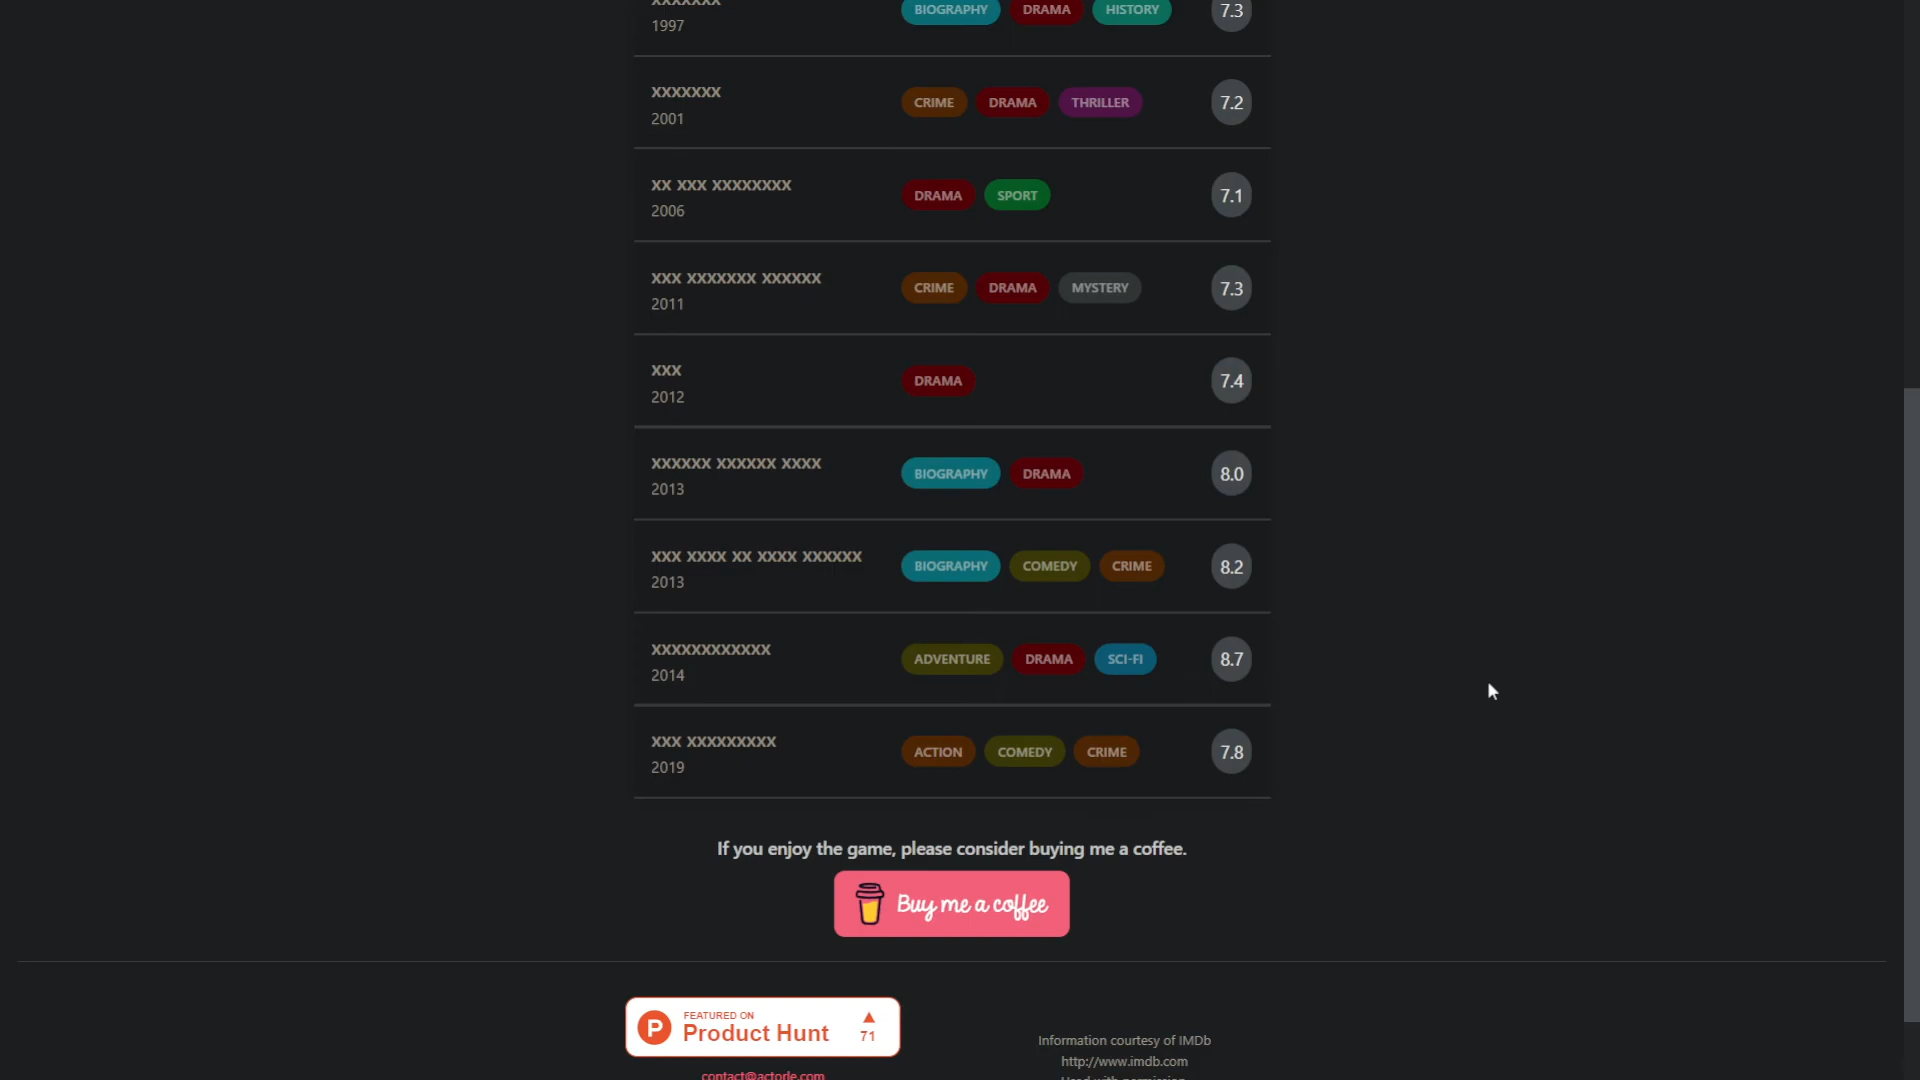 xxxxxxx BIOGRAPHY DRAMA HISTORY 7.3
1997
xxxxxxx CRIME DRAMA THRILLER 7.2
2001
xx xxx xxxxxxxx DRAMA SPORT 7.1
2006
xxx xxxxxxx xxxxxx CRIME DRAMA MYSTERY 7.3
2011
xxx DRAMA 7.4
2012
xxxxxx xxxxxx xxxx BIOGRAPHY DRAMA 8.0
2013
xxx xxxx xx xxxx xxxxxx BIOGRAPHY COMEDY CRIME 8.2
2013
xxxxxxxxxxxx ADVENTURE DRAMA SCI-FI 8.7
2014
xxx xxxxxxxxx ACTION COMEDY CRIME 7.8
2019
If you enjoy the game, please consider buying me a coffee.
Buy me a coffee
P FEATURED ON
Product Hunt 71
contact@actorle.com
Information courtesy of IMDb
http://www.imdb.com
Used with permission